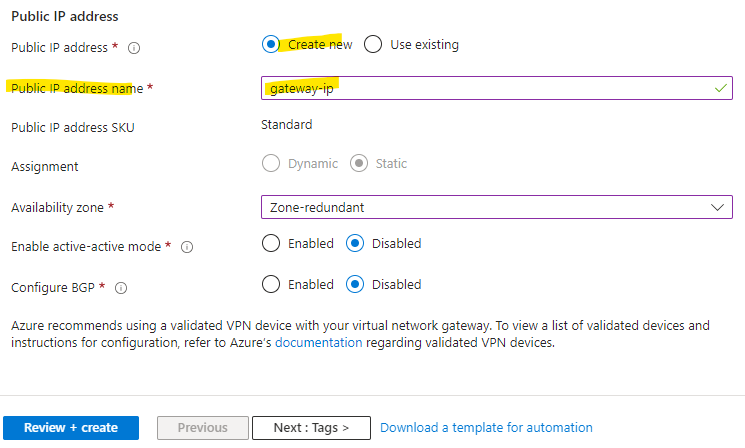 Public IP address
Public IP address * Create new Use existing
Public IP address name * gateway-ip
Public IP address SKU Standard
Assignment Dynamic Static
Availability zone * Zone-redundant
Enable active-active mode * Enabled Disabled
Configure BGP * Enabled Disabled
Azure recommends using a validated VPN device with your virtual network gateway. To view a list of validated devices and
instructions for configuration, refer to Azure's documentation regarding validated VPN devices.
Review + create Previous Next : Tags > Download a template for automation